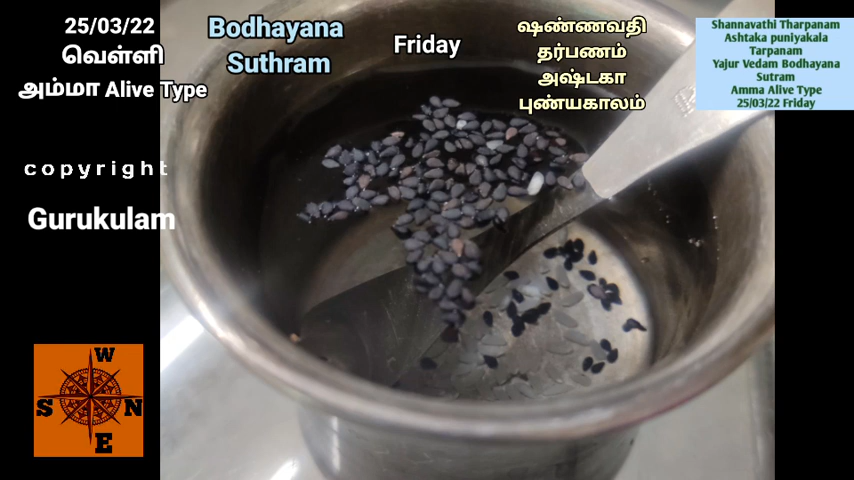 25/03/22
வெள்ளி
அம்மா Alive Type
copyright
Gurukulam
Bodhayana
Suthram
Friday
ஷண்ணவதி
தர்பணம்
அஷ்டகா
புண்யகாலம்
Shannavathi Tharpanam
Ashtaka puniyakala
Tarpanam
Yajur Vedam Bodhayana
Sutram
Amma Alive Type
25/03/22 Friday
W
S N
E